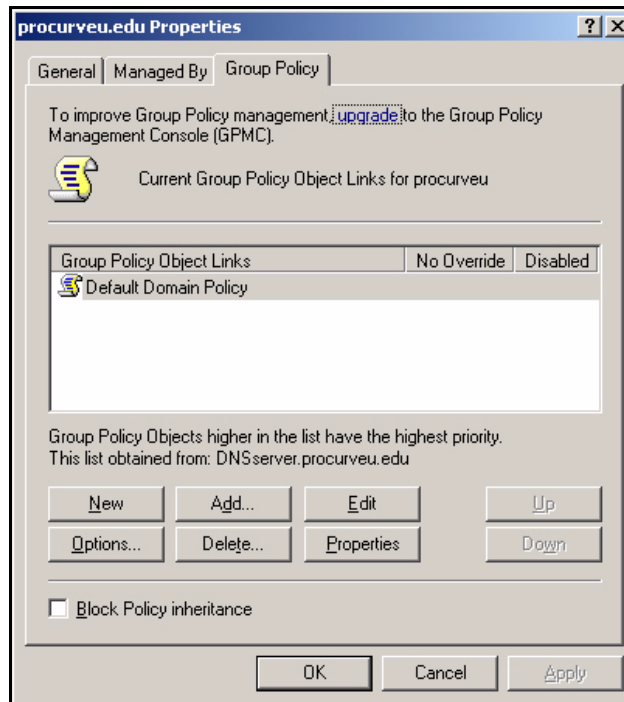 procurveu.edu Properties
General Managed By Group Policy
To improve Group Policy management, upgrade to the Group Policy
Management Console (GPMC).
Current Group Policy Object Links for procurveu
Group Policy Object Links No Override Disabled
Default Domain Policy
Group Policy Objects higher in the list have the highest priority.
This list obtained from: DNSserver.procurveu.edu
New Add... Edit Up
Options... Delete... Properties Down
Block Policy inheritance
OK Cancel Apply